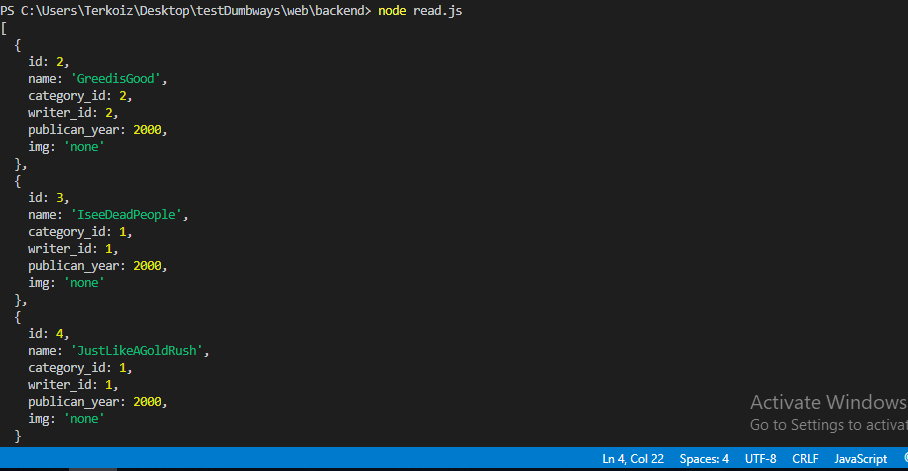 PS C:\Users\Terkoiz\Desktop\testDumbways\web\backend> node read.js
[
  {
    id: 2,
    name: 'GreedisGood',
    category_id: 2,
    writer_id: 2,
    publican_year: 2000,
    img: 'none'
  },
  {
    id: 3,
    name: 'IseeDeadPeople',
    category_id: 1,
    writer_id: 1,
    publican_year: 2000,
    img: 'none'
  },
  {
    id: 4,
    name: 'JustLikeAGoldRush',
    category_id: 1,
    writer_id: 1,
    publican_year: 2000,
    img: 'none'
  }
Activate Windows
Go to Settings to activat
Ln 4, Col 22 Spaces: 4 UTF-8 CRLF JavaScript